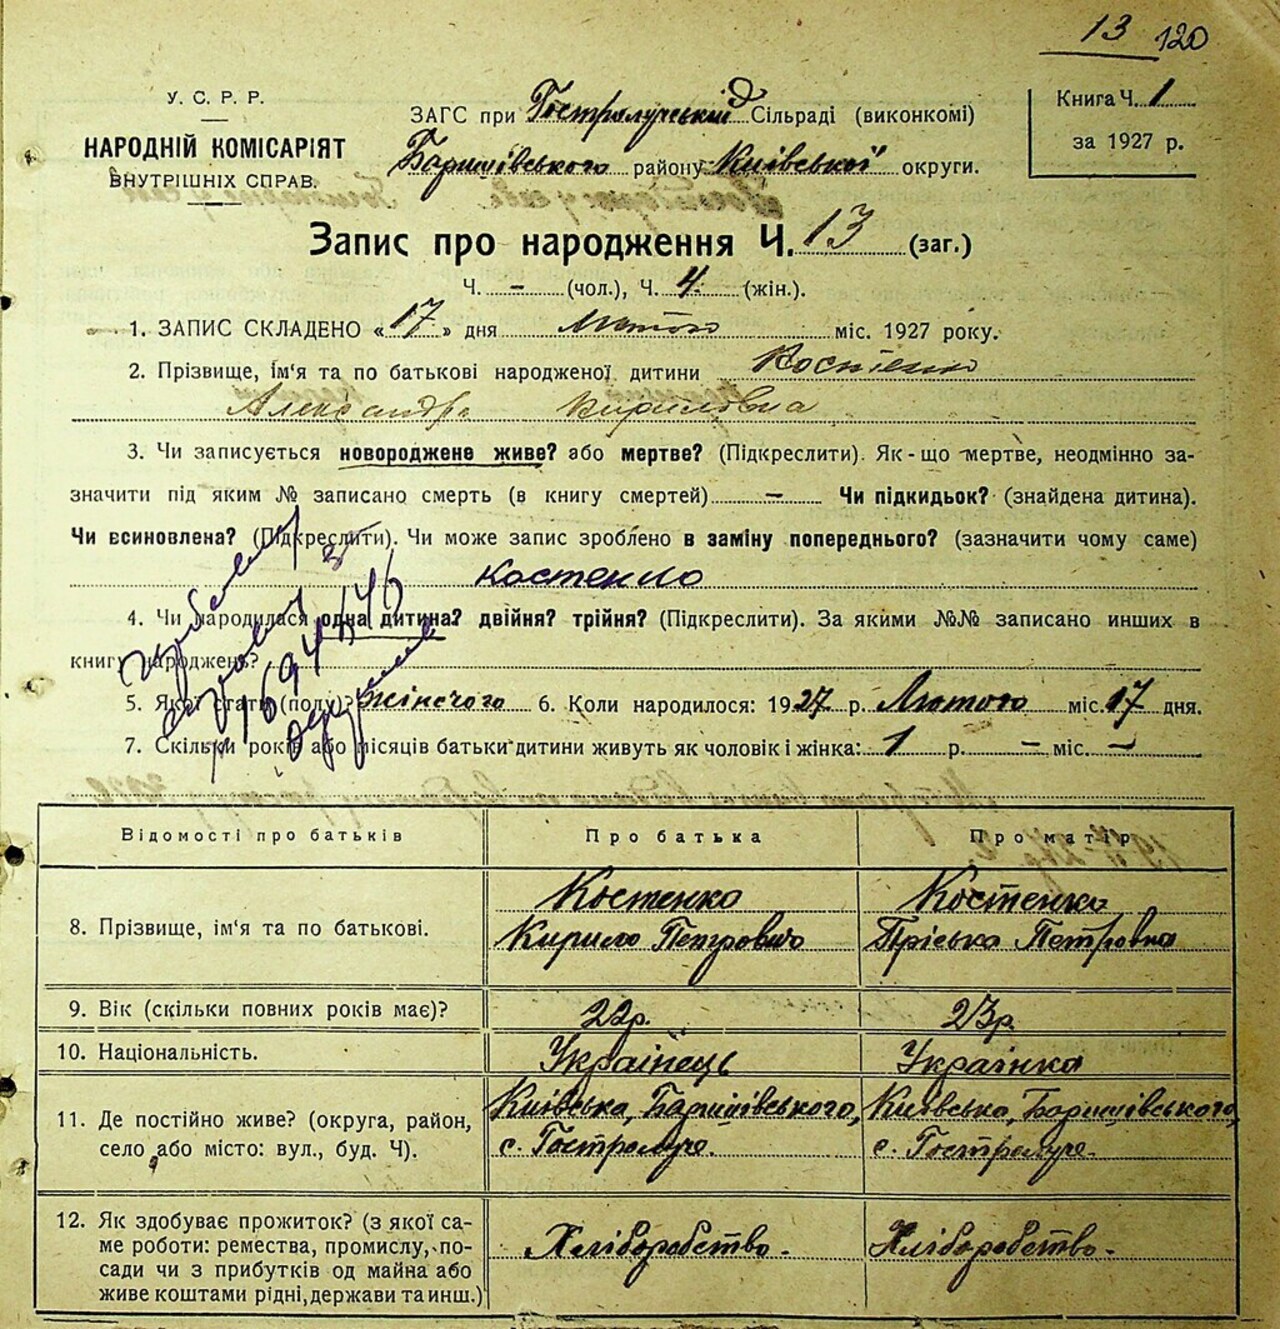 13 120
У. С. Р. Р.
НАРОДНІЙ КОМІСАРІЯТ
ВНУТРІШНІХ СПРАВ.
ЗАГС при Гостролуцькій Сільраді (виконкомі)
Баришівського району Київської округи.
Книга Ч. 1
за 1927 р.
Запис про народження Ч. 13 (заг.)
Ч. – (чол.), Ч. 4 (жін.).
1. ЗАПИС СКЛАДЕНО «17» дня Лютого міс. 1927 року.
2. Прізвище, ім'я та по батькові народженої дитини Костенко
Александра Кириловна
3. Чи записується новороджене живе? або мертве? (Підкреслити). Як-що мертве, неодмінно за-
значити під яким № записано смерть (в книгу смертей) – Чи підкидьок? (знайдена дитина).
Чи всиновлена? (Підкреслити). Чи може запис зроблено в заміну попереднього? (зазначити чому саме)
Костенко
4. Чи народилася одна дитина? двійня? трійня? (Підкреслити). За якими №№ записано инших в
книгу народжень?
5. Якої статі (полу)? жіночого 6. Коли народилося: 1927 р. Лютого міс. 17 дня.
7. Скільки років або місяців батьки дитини живуть як чоловік і жінка: 1 р. – міс. –
Відомості про батьків Про батька Про матір
8. Прізвище, ім'я та по батькові. Костенко Костенко
Кирило Петрович Пріська Петровна
9. Вік (скільки повних років має)? 22р. 23р.
10. Національність. Українець Українка
11. Де постійно живе? (округа, район, Київська, Баришівського, Київська, Баришівського,
село або місто: вул., буд. Ч). с. Гостролуче. с. Гостролуче.
12. Як здобуває прожиток? (з якої са-
ме роботи: ремества, промислу, по- Хліборобство. Хліборобство.
сади чи з прибутків од майна або
живе коштами рідні, держави та инш.)